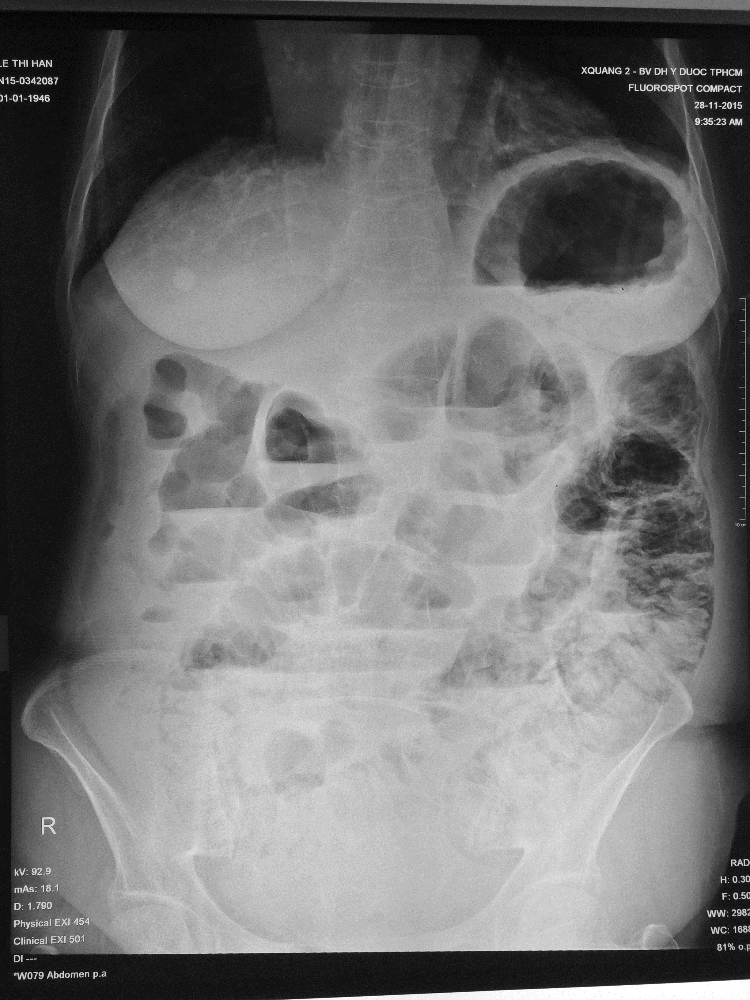 LE THI HAN
N15-0342087
01-01-1946
XQUANG 2 - BV DH Y DUOC TPHCM
FLUOROSPOT COMPACT
28-11-2015
9:35:23 AM
10 cm
R
kV: 92.9
mAs: 18.1
D: 1.790
Physical EXI 454
Clinical EXI 501
DI ---
*W079 Abdomen p.a
RAD
H: 0.30
F: 0.50
WW: 2982
WC: 1688
81% o.p